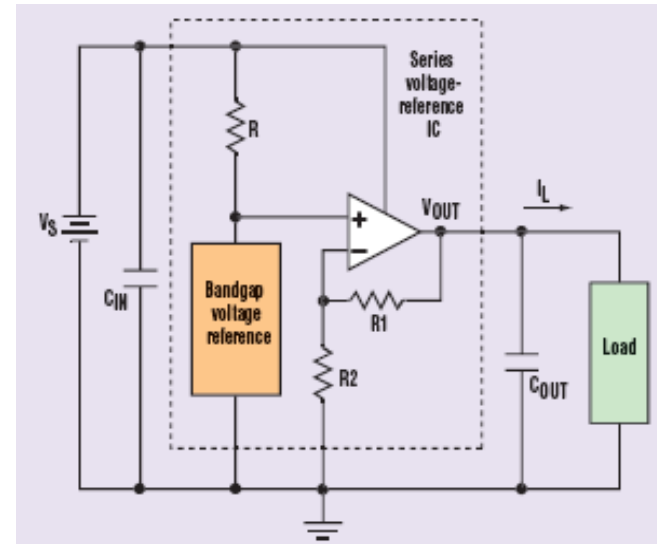 Series
voltage-
reference
IC
R
VS
CIN
Bandgap
voltage
reference
+
−
VOUT
IL
R1
R2
COUT
Load